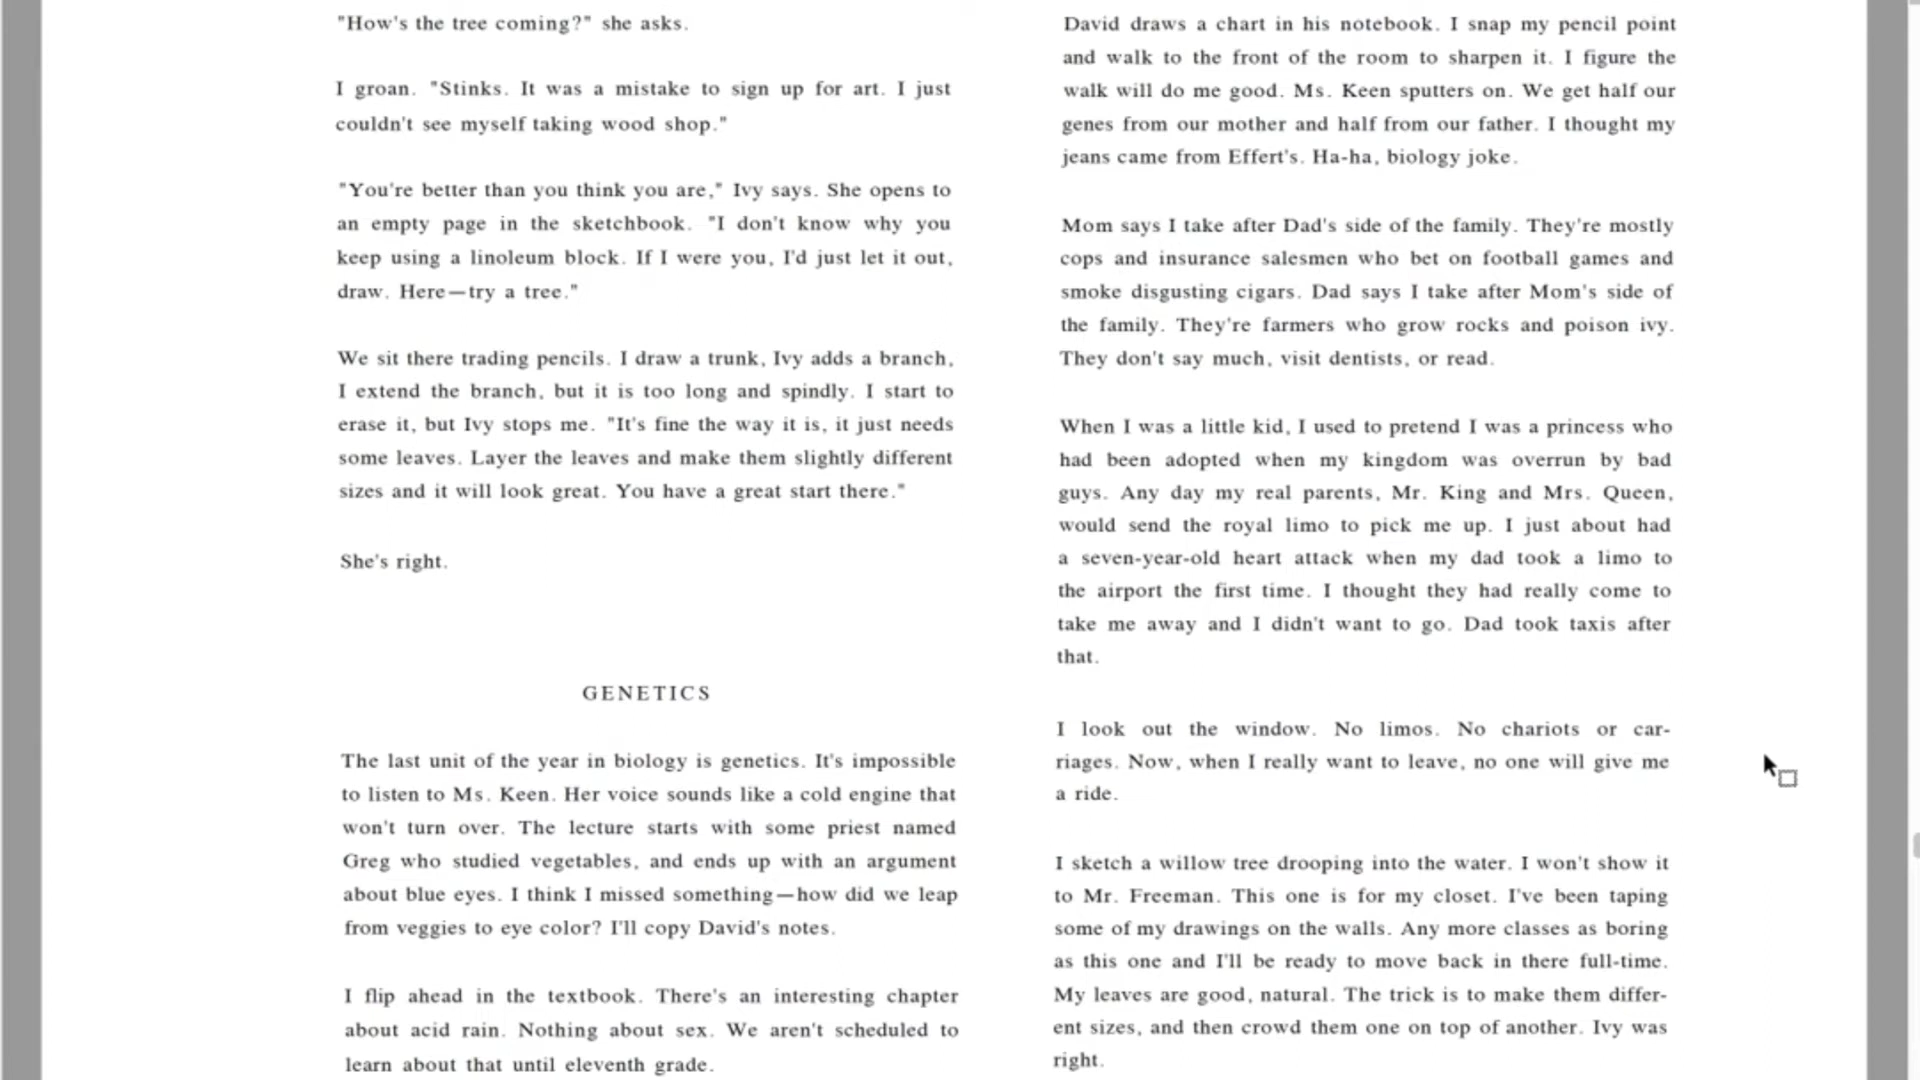 "How's the tree coming?" she asks.
I groan. "Stinks. It was a mistake to sign up for art. I just
couldn't see myself taking wood shop."
"You're better than you think you are," Ivy says. She opens to
an empty page in the sketchbook. "I don't know why you
keep using a linoleum block. If I were you, I'd just let it out,
draw. Here—try a tree."
We sit there trading pencils. I draw a trunk, Ivy adds a branch,
I extend the branch, but it is too long and spindly. I start to
erase it, but Ivy stops me. "It's fine the way it is, it just needs
some leaves. Layer the leaves and make them slightly different
sizes and it will look great. You have a great start there."
She's right.
GENETICS
The last unit of the year in biology is genetics. It's impossible
to listen to Ms. Keen. Her voice sounds like a cold engine that
won't turn over. The lecture starts with some priest named
Greg who studied vegetables, and ends up with an argument
about blue eyes. I think I missed something—how did we leap
from veggies to eye color? I'll copy David's notes.
I flip ahead in the textbook. There's an interesting chapter
about acid rain. Nothing about sex. We aren't scheduled to
learn about that until eleventh grade.
David draws a chart in his notebook. I snap my pencil point
and walk to the front of the room to sharpen it. I figure the
walk will do me good. Ms. Keen sputters on. We get half our
genes from our mother and half from our father. I thought my
jeans came from Effert's. Ha-ha, biology joke.
Mom says I take after Dad's side of the family. They're mostly
cops and insurance salesmen who bet on football games and
smoke disgusting cigars. Dad says I take after Mom's side of
the family. They're farmers who grow rocks and poison ivy.
They don't say much, visit dentists, or read.
When I was a little kid, I used to pretend I was a princess who
had been adopted when my kingdom was overrun by bad
guys. Any day my real parents, Mr. King and Mrs. Queen,
would send the royal limo to pick me up. I just about had
a seven-year-old heart attack when my dad took a limo to
the airport the first time. I thought they had really come to
take me away and I didn't want to go. Dad took taxis after
that.
I look out the window. No limos. No chariots or car-
riages. Now, when I really want to leave, no one will give me
a ride.
I sketch a willow tree drooping into the water. I won't show it
to Mr. Freeman. This one is for my closet. I've been taping
some of my drawings on the walls. Any more classes as boring
as this one and I'll be ready to move back in there full-time.
My leaves are good, natural. The trick is to make them differ-
ent sizes, and then crowd them one on top of another. Ivy was
right.